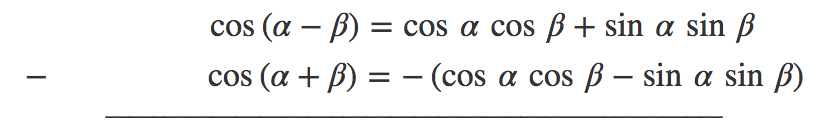 cos (α − β) = cos α cos β + sin α sin β
− cos (α + β) = − (cos α cos β − sin α sin β)